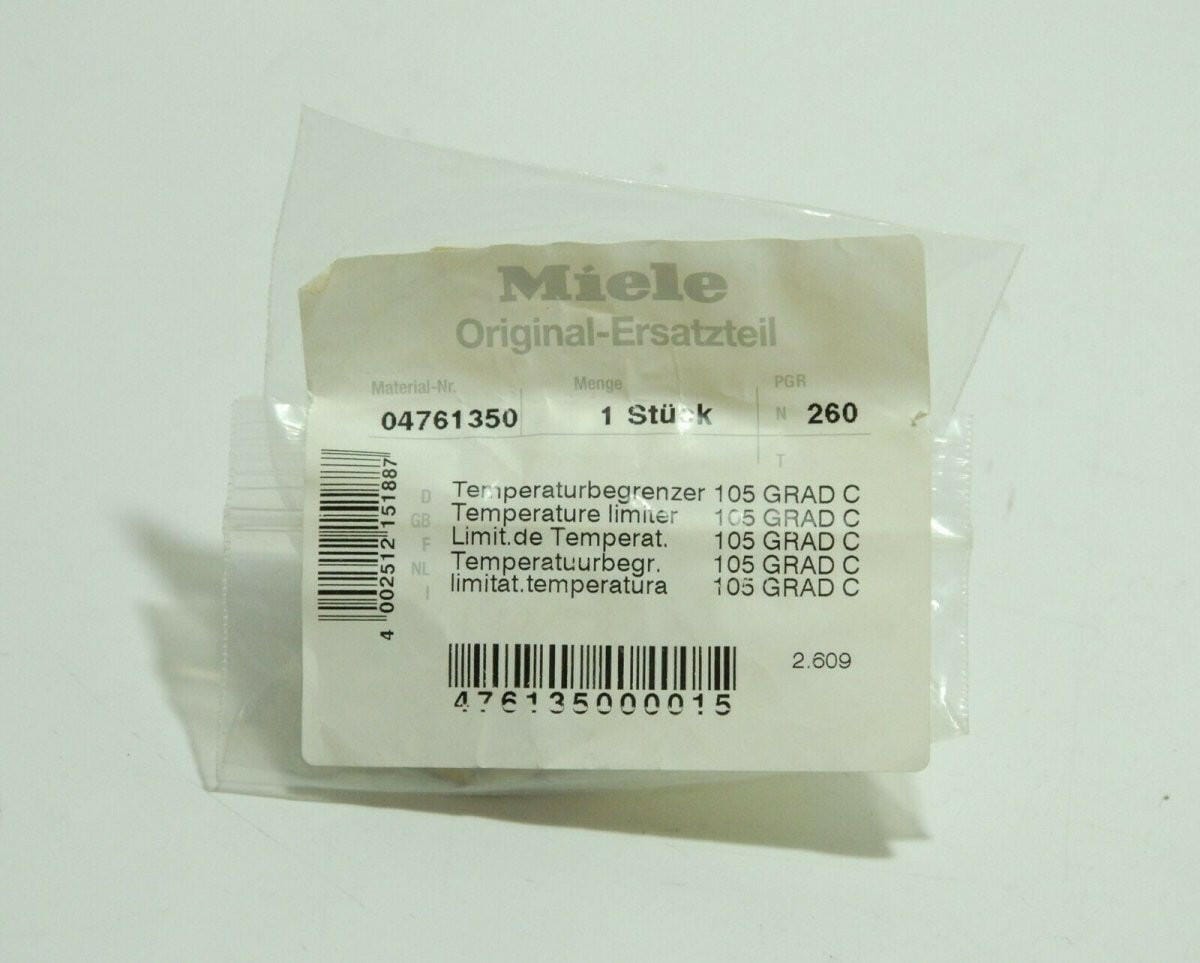 Miele
Original-Ersatzteil
Material-Nr. Menge PGR
04761350 1 Stück N 260
T
D Temperaturbegrenzer 105 GRAD C
GB Temperature limiter 105 GRAD C
F Limit.de Temperat. 105 GRAD C
NL Temperatuurbegr. 105 GRAD C
I limitat.temperatura 105 GRAD C
4 002512 151887
2.609
476135000015